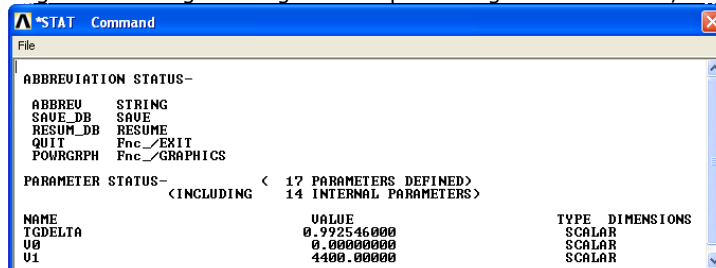 *STAT Command
File
ABBREVIATION STATUS-
ABBREV STRING
SAVE_DB SAVE
RESUM_DB RESUME
QUIT Fnc_/EXIT
POWRGRPH Fnc_/GRAPHICS
PARAMETER STATUS- ( 17 PARAMETERS DEFINED)
(INCLUDING 14 INTERNAL PARAMETERS)
NAME VALUE TYPE DIMENSIONS
TGDELTA 0.992546000 SCALAR
V0 0.00000000 SCALAR
V1 4400.00000 SCALAR